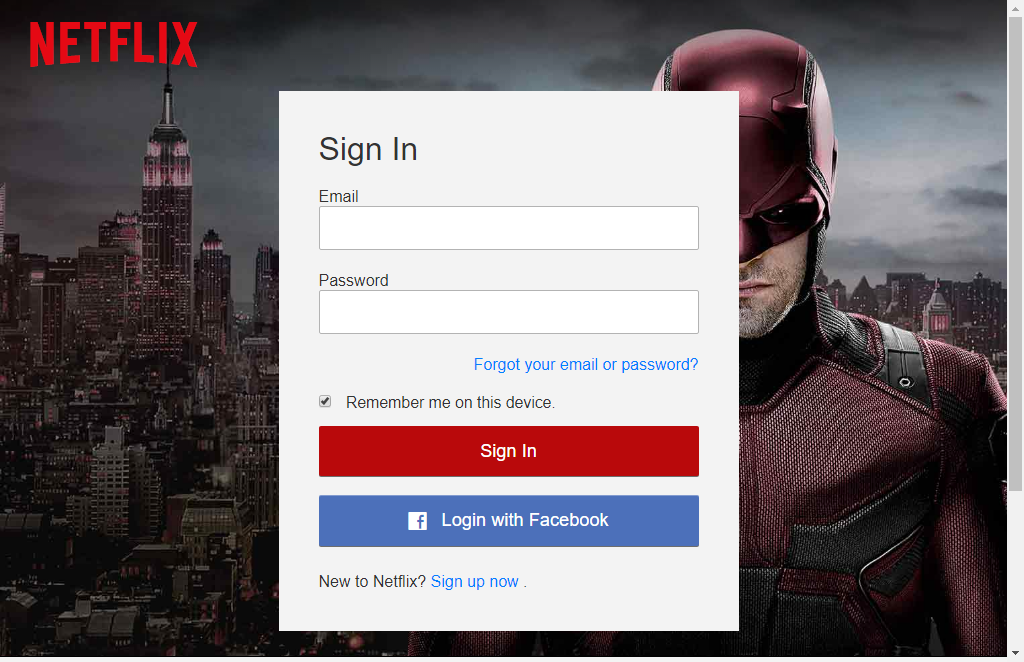 NETFLIX
Sign In
Email
Password
Forgot your email or password?
Remember me on this device.
Sign In
Login with Facebook
New to Netflix? Sign up now .